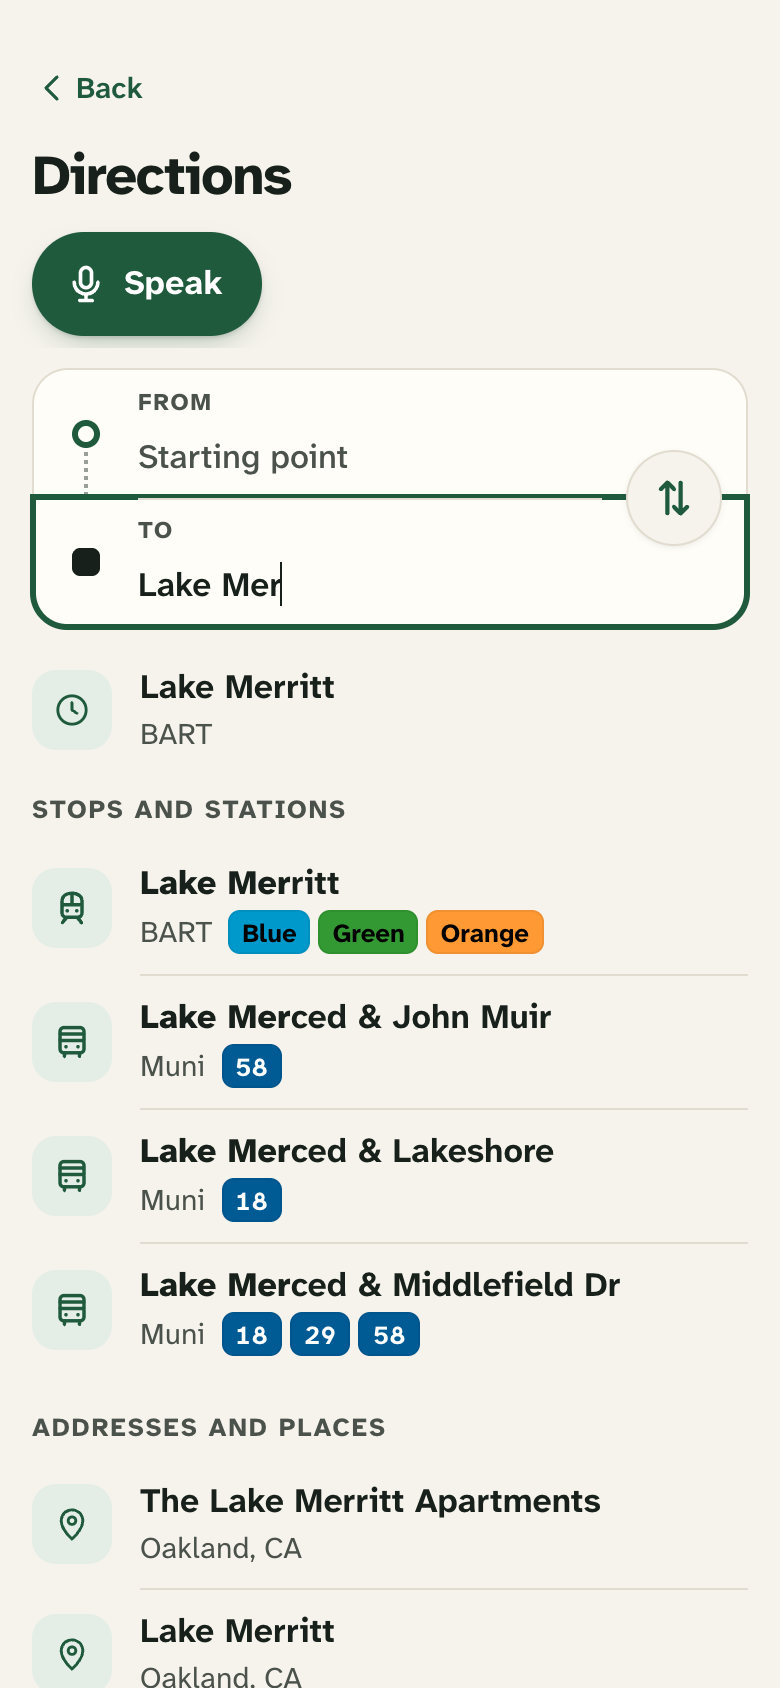 Back
Directions
Speak
FROM
Starting point
TO
Lake Mer
Lake Merritt
BART
STOPS AND STATIONS
Lake Merritt
BART Blue Green Orange
Lake Merced & John Muir
Muni 58
Lake Merced & Lakeshore
Muni 18
Lake Merced & Middlefield Dr
Muni 18 29 58
ADDRESSES AND PLACES
The Lake Merritt Apartments
Oakland, CA
Lake Merritt
Oakland, CA